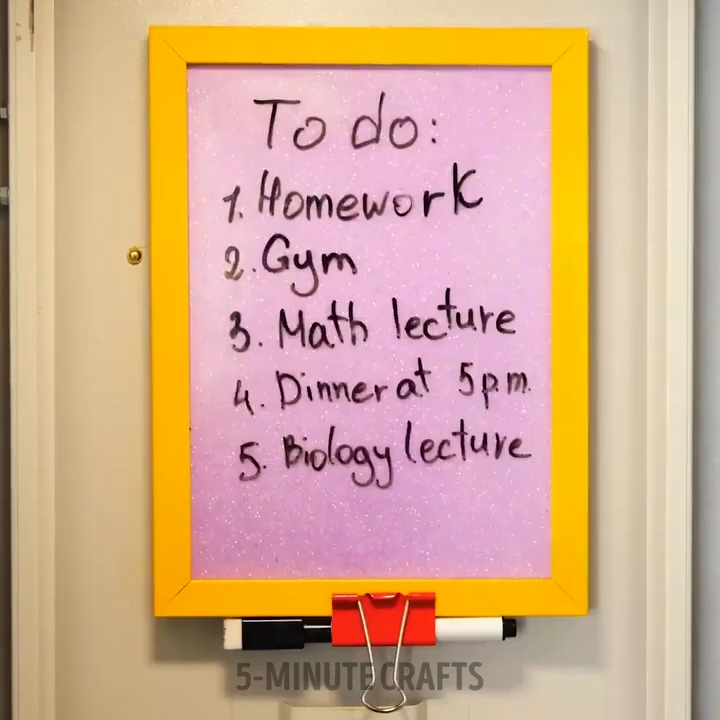 To do:
1. Homework
2. Gym
3. Math lecture
4. Dinner at 5 p.m.
5. Biology lecture
5-MINUTE CRAFTS